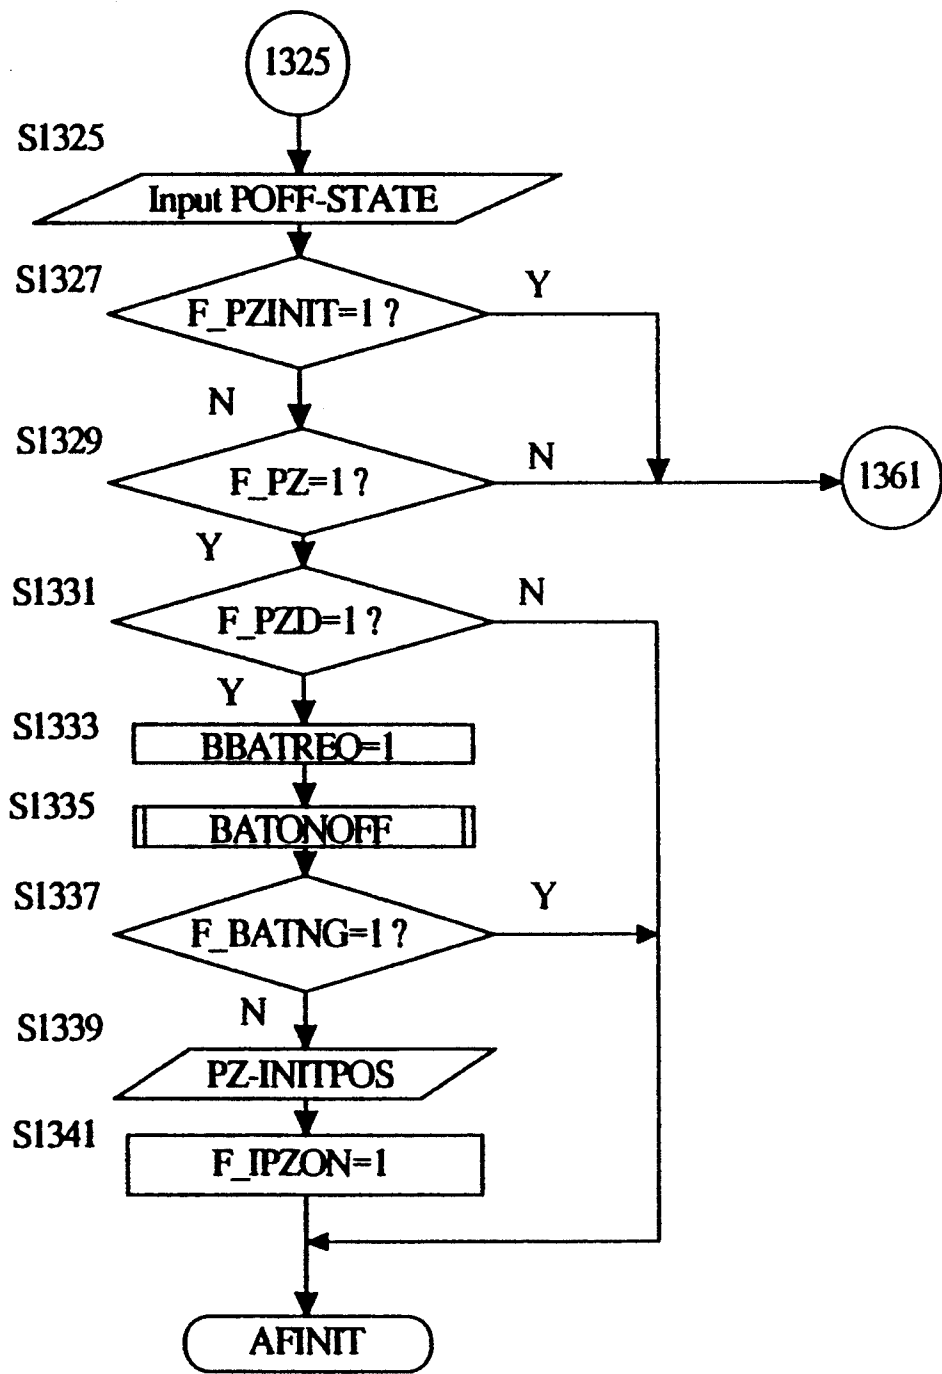 1325
S1325
Input POFF-STATE
S1327
F_PZINIT=1 ?
Y
N
S1329
F_PZ=1 ?
N
1361
Y
S1331
F_PZD=1 ?
N
Y
S1333
BBATREQ=1
S1335
BATONOFF
S1337
F_BATNG=1 ?
Y
N
S1339
PZ-INITPOS
S1341
F_IPZON=1
AFINIT